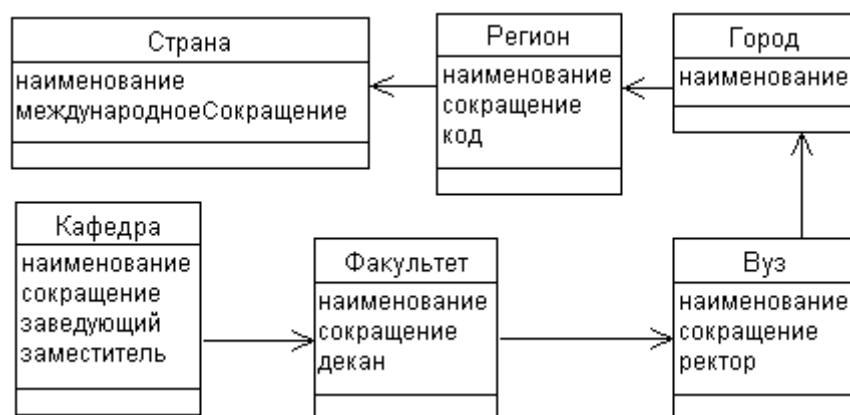 Страна
наименование
международноеСокращение
Регион
наименование
сокращение
код
Город
наименование
Кафедра
наименование
сокращение
заведующий
заместитель
Факультет
наименование
сокращение
декан
Вуз
наименование
сокращение
ректор